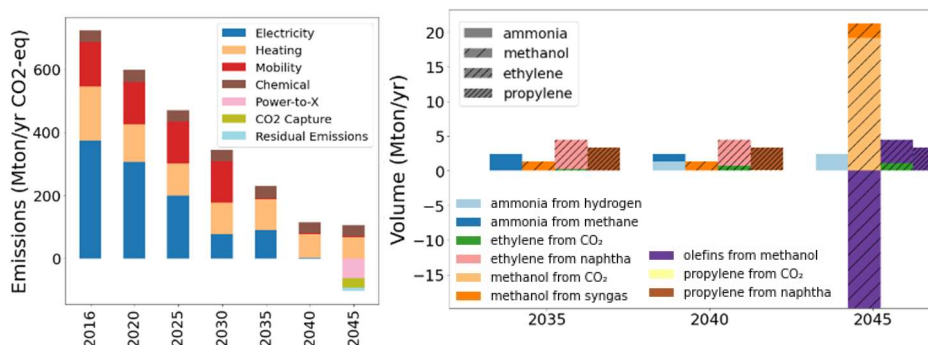 Emissions (Mton/yr CO2-eq)
600
400
200
0
2016
2020
2025
2030
2035
2040
2045
Electricity
Heating
Mobility
Chemical
Power-to-X
CO2 Capture
Residual Emissions
Volume (Mton/yr)
20
15
10
5
0
−5
−10
−15
2035
2040
2045
ammonia
methanol
ethylene
propylene
ammonia from hydrogen
ammonia from methane
ethylene from CO₂
ethylene from naphtha
methanol from CO₂
methanol from syngas
olefins from methanol
propylene from CO₂
propylene from naphtha